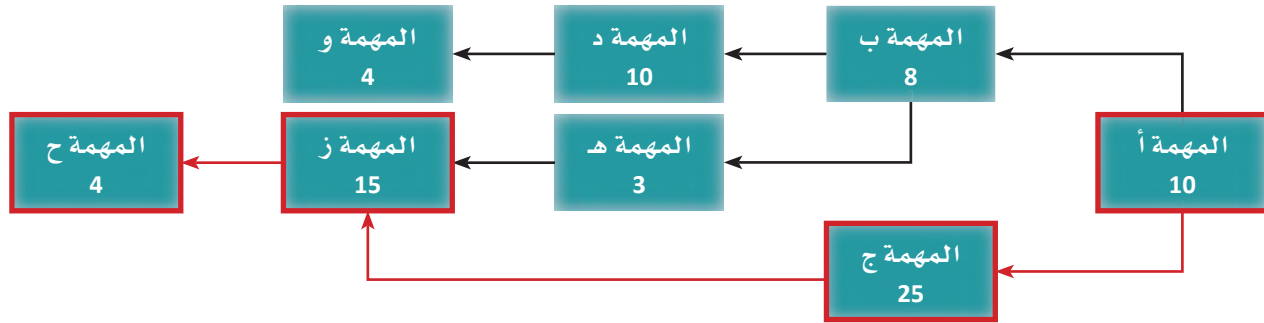 المهمة ب
8
المهمة د
10
المهمة و
4
المهمة أ
10
المهمة هـ
3
المهمة ز
15
المهمة ح
4
المهمة ج
25